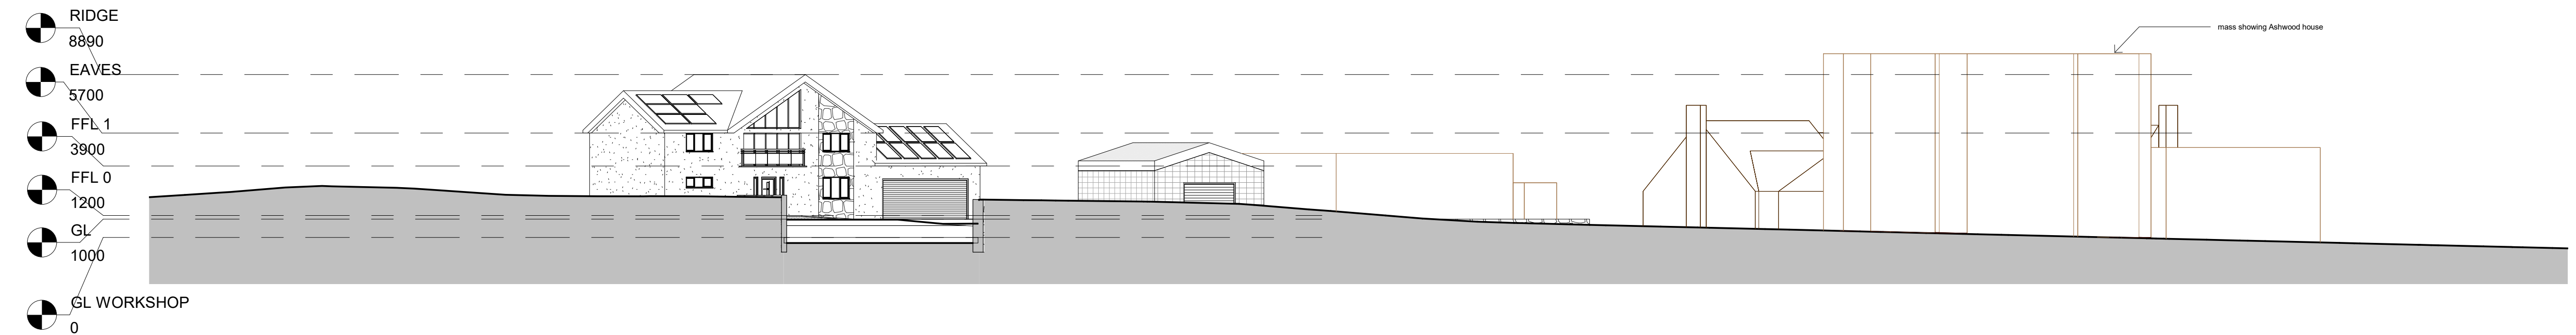 RIDGE
8890
mass showing Ashwood house
EAVES
5700
FFL 1
3900
FFL 0
1200
GL
1000
GL WORKSHOP
0